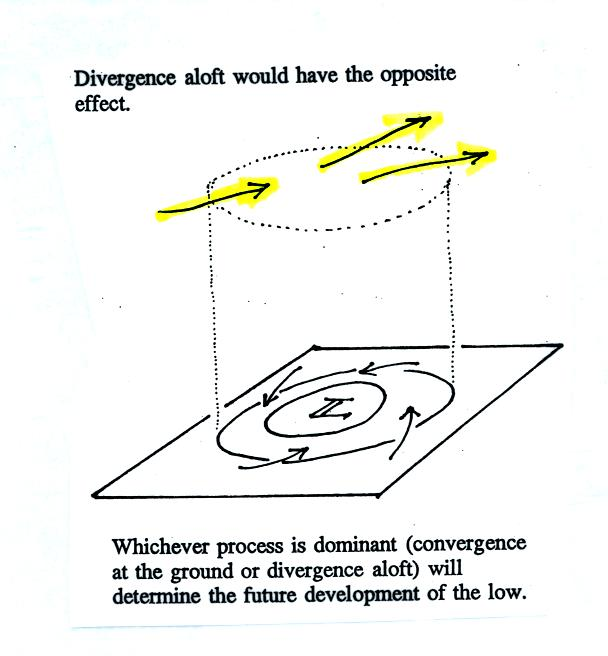 Divergence aloft would have the opposite
effect.
L
Whichever process is dominant (convergence
at the ground or divergence aloft) will
determine the future development of the low.